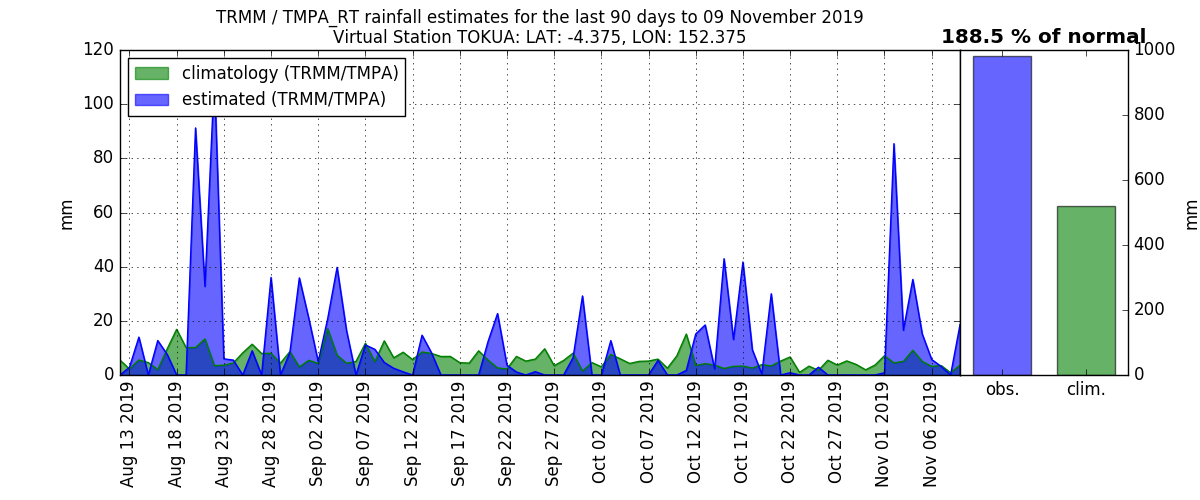 TRMM / TMPA_RT rainfall estimates for the last 90 days to 09 November 2019
Virtual Station TOKUA: LAT: -4.375, LON: 152.375
188.5 % of normal
climatology (TRMM/TMPA)
estimated (TRMM/TMPA)
120
100
80
60
40
20
0
mm
Aug 13 2019
Aug 18 2019
Aug 23 2019
Aug 28 2019
Sep 02 2019
Sep 07 2019
Sep 12 2019
Sep 17 2019
Sep 22 2019
Sep 27 2019
Oct 02 2019
Oct 07 2019
Oct 12 2019
Oct 17 2019
Oct 22 2019
Oct 27 2019
Nov 01 2019
Nov 06 2019
1000
800
600
400
200
0
mm
obs.
clim.